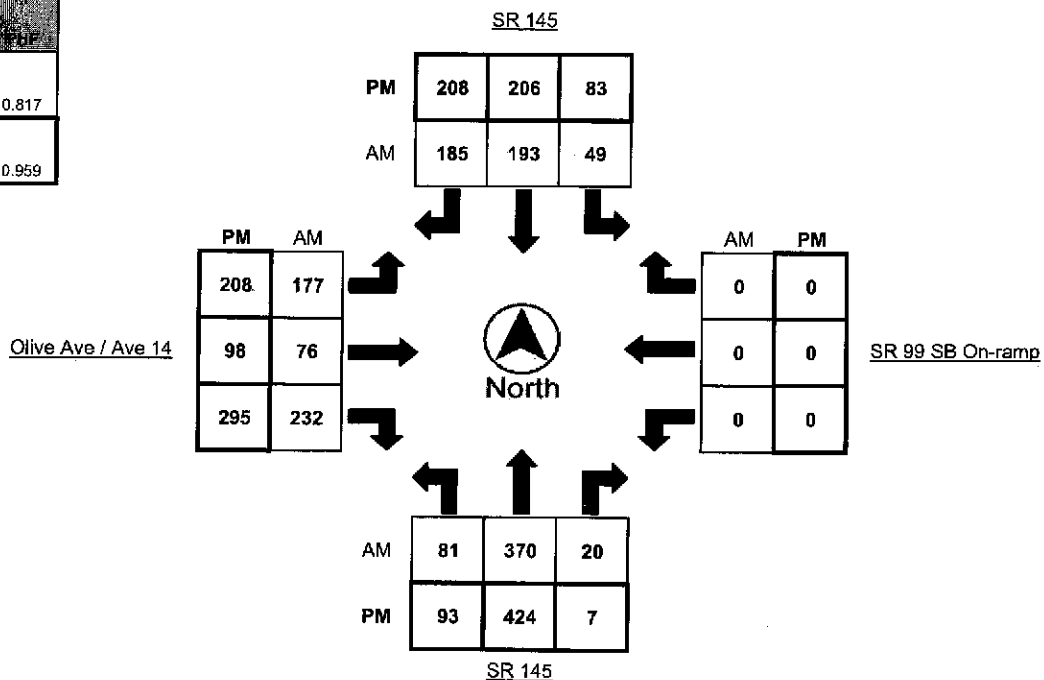 PHF
0.817
0.959
SR 145
PM 208 206 83
AM 185 193 49
PM AM
208 177
98 76
295 232
Olive Ave / Ave 14
North
AM PM
0 0
0 0
0 0
SR 99 SB On-ramp
AM 81 370 20
PM 93 424 7
SR 145